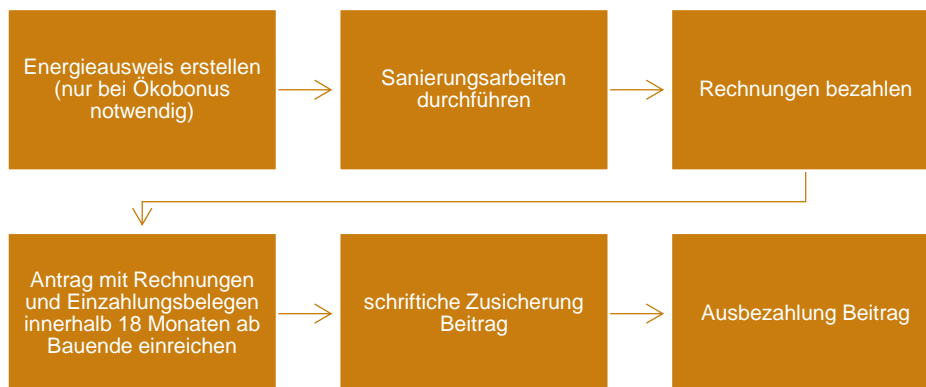 Energieausweis erstellen
(nur bei Ökobonus
notwendig)
Sanierungsarbeiten
durchführen
Rechnungen bezahlen
Antrag mit Rechnungen
und Einzahlungsbelegen
innerhalb 18 Monaten ab
Bauende einreichen
schriftiche Zusicherung
Beitrag
Ausbezahlung Beitrag